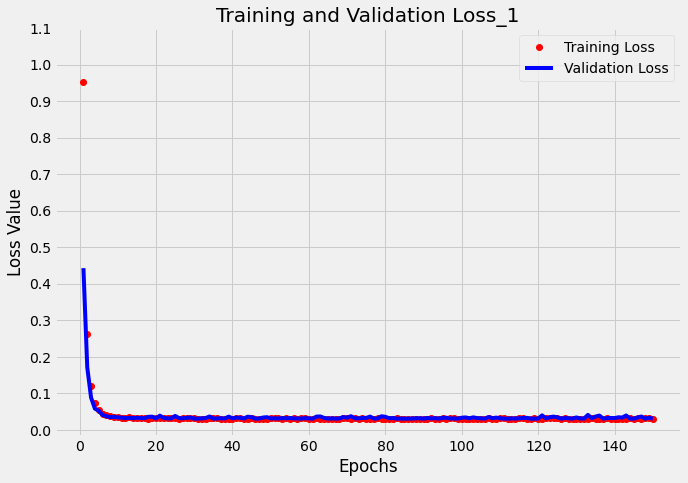 Training and Validation Loss_1
Training Loss
Validation Loss
Loss Value
1.1
1.0
0.9
0.8
0.7
0.6
0.5
0.4
0.3
0.2
0.1
0.0
0 20 40 60 80 100 120 140
Epochs